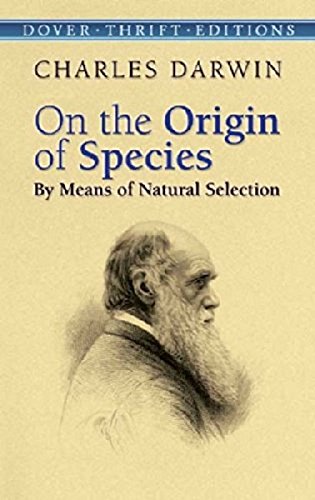 DOVER · THRIFT · EDITIONS
CHARLES DARWIN
On the Origin
of Species
By Means of Natural Selection